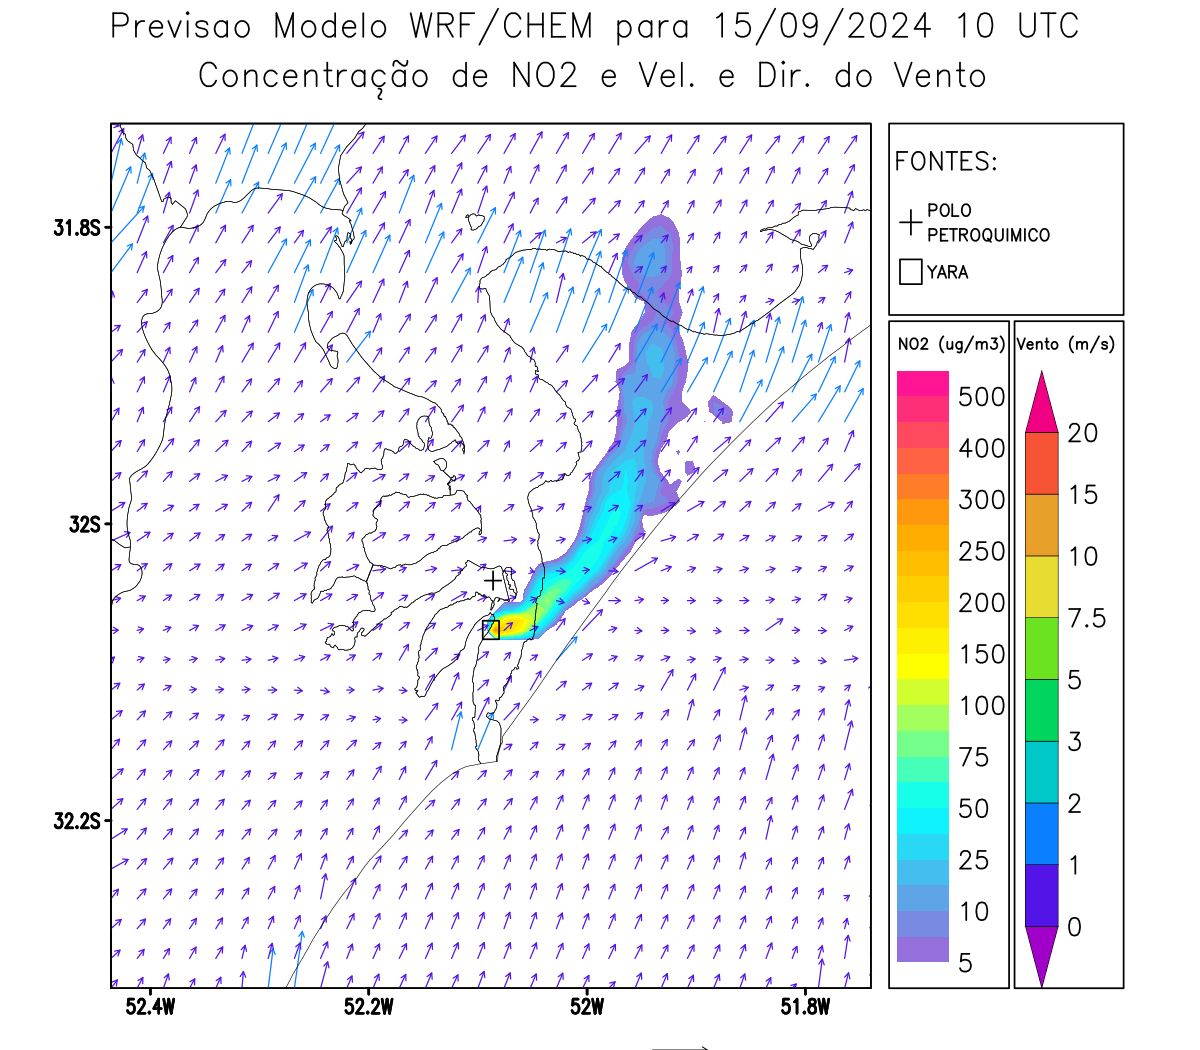 Previsao Modelo WRF/CHEM para 15/09/2024 10 UTC
Concentração de NO2 e Vel. e Dir. do Vento
FONTES:
POLO
PETROQUIMICO
YARA
31.8S
32S
32.2S
52.4W
52.2W
52W
51.8W
NO2 (ug/m3)
500
400
300
250
200
150
100
75
50
25
10
5
Vento (m/s)
20
15
10
7.5
5
3
2
1
0